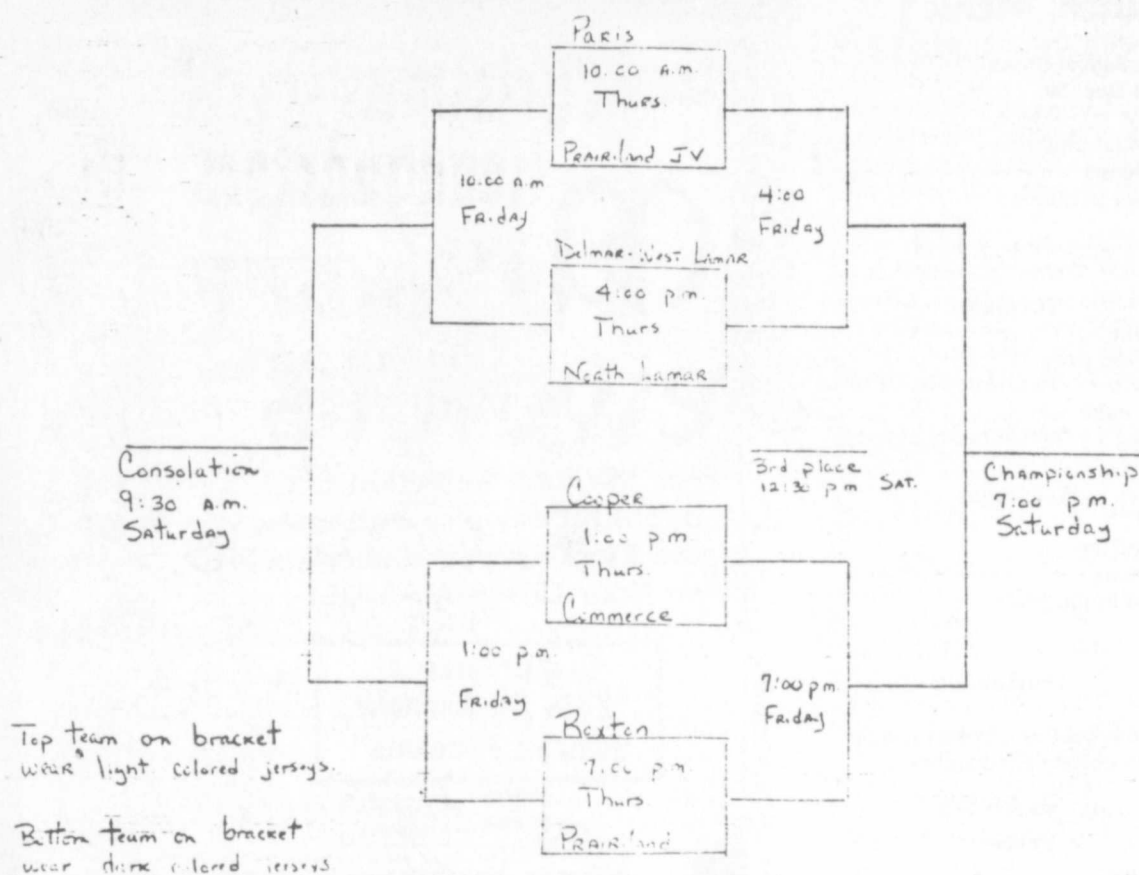 Paris
10:00 a.m.
Thurs.
Prairiland JV
10:00 a.m.
Friday
4:00
Friday
Delmar-West Lamar
4:00 p.m.
Thurs
North Lamar
Consolation
9:30 a.m.
Saturday
3rd place
12:30 pm Sat.
Championship
7:00 p.m.
Saturday
Cooper
1:00 p.m.
Thurs.
Commerce
1:00 p.m.
Friday
7:00 p.m.
Friday
7:00 p.m.
Thurs.
Prairiland
Top team on bracket
wear light colored jerseys.
Bottom team on bracket
wear dark colored jerseys